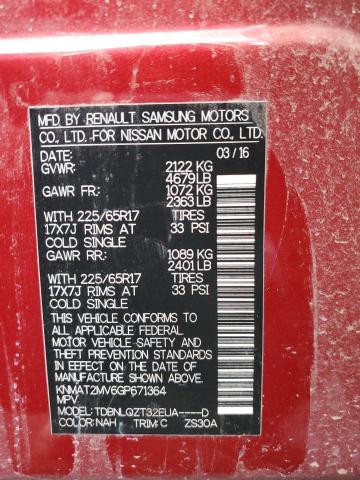 MFD. BY RENAULT SAMSUNG MOTORS
CO., LTD. FOR NISSAN MOTOR CO., LTD.
03/16
GVWR: 2122 KG
4679 LB
GAWR FR: 1072 KG
2363 LB
WITH 225/65R17 TIRES
17X7J RIMS AT 33 PSI
COLD SINGLE
GAWR RR: 1089 KG
2401 LB
WITH 225/65R17 TIRES
17X7J RIMS AT 33 PSI
COLD SINGLE
THIS VEHICLE CONFORMS TO
ALL APPLICABLE FEDERAL
MOTOR VEHICLE SAFETY AND
THEFT PREVENTION STANDARDS
IN EFFECT ON THE DATE OF
MANUFACTURE SHOWN ABOVE.
KNMAT2MV6GP671364
MPV
MODEL: TDBNLQZT32EUA----D
COLOR: NAH TRIM: C ZS30A